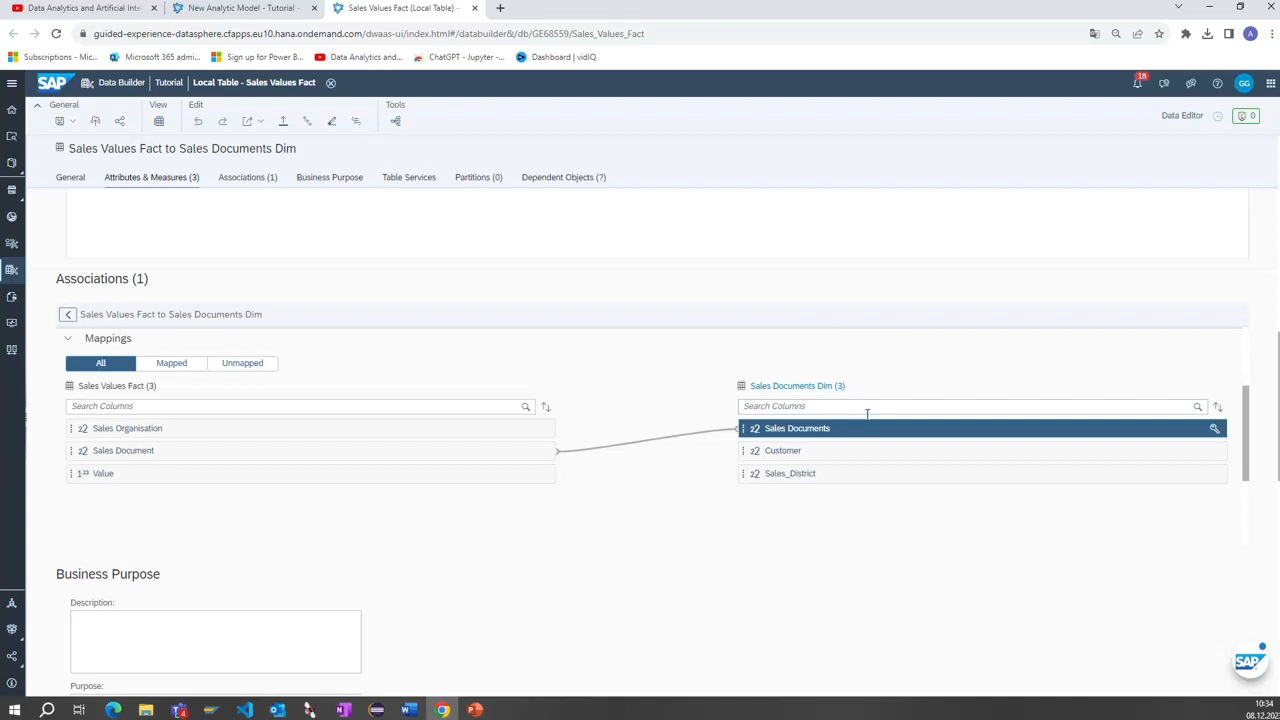 Data Analytics and Artificial Inte
New Analytic Model - Tutorial -
Sales Values Fact (Local Table) -
guided-experience-datasphere.cfapps.eu10.hana.ondemand.com/dwaas-ui/index.html#/databuilder&/db/GE68559/Sales_Values_Fact
Subscriptions - Mic...
Microsoft 365 admi...
Sign up for Power B...
Data Analytics and...
ChatGPT - Jupyter -...
Dashboard | vidIQ
SAP
Data Builder
Tutorial
Local Table - Sales Values Fact
18
GG
General
View
Edit
Tools
Data Editor
0
Sales Values Fact to Sales Documents Dim
General
Attributes & Measures (3)
Associations (1)
Business Purpose
Table Services
Partitions (0)
Dependent Objects (?)
Associations (1)
Sales Values Fact to Sales Documents Dim
Mappings
All
Mapped
Unmapped
Sales Values Fact (3)
Sales Documents Dim (3)
Search Columns
Search Columns
Sales Organisation
Sales Documents
Sales Document
Customer
Value
Sales_District
Business Purpose
Description:
Purpose:
SAP
10:34
08.12.202